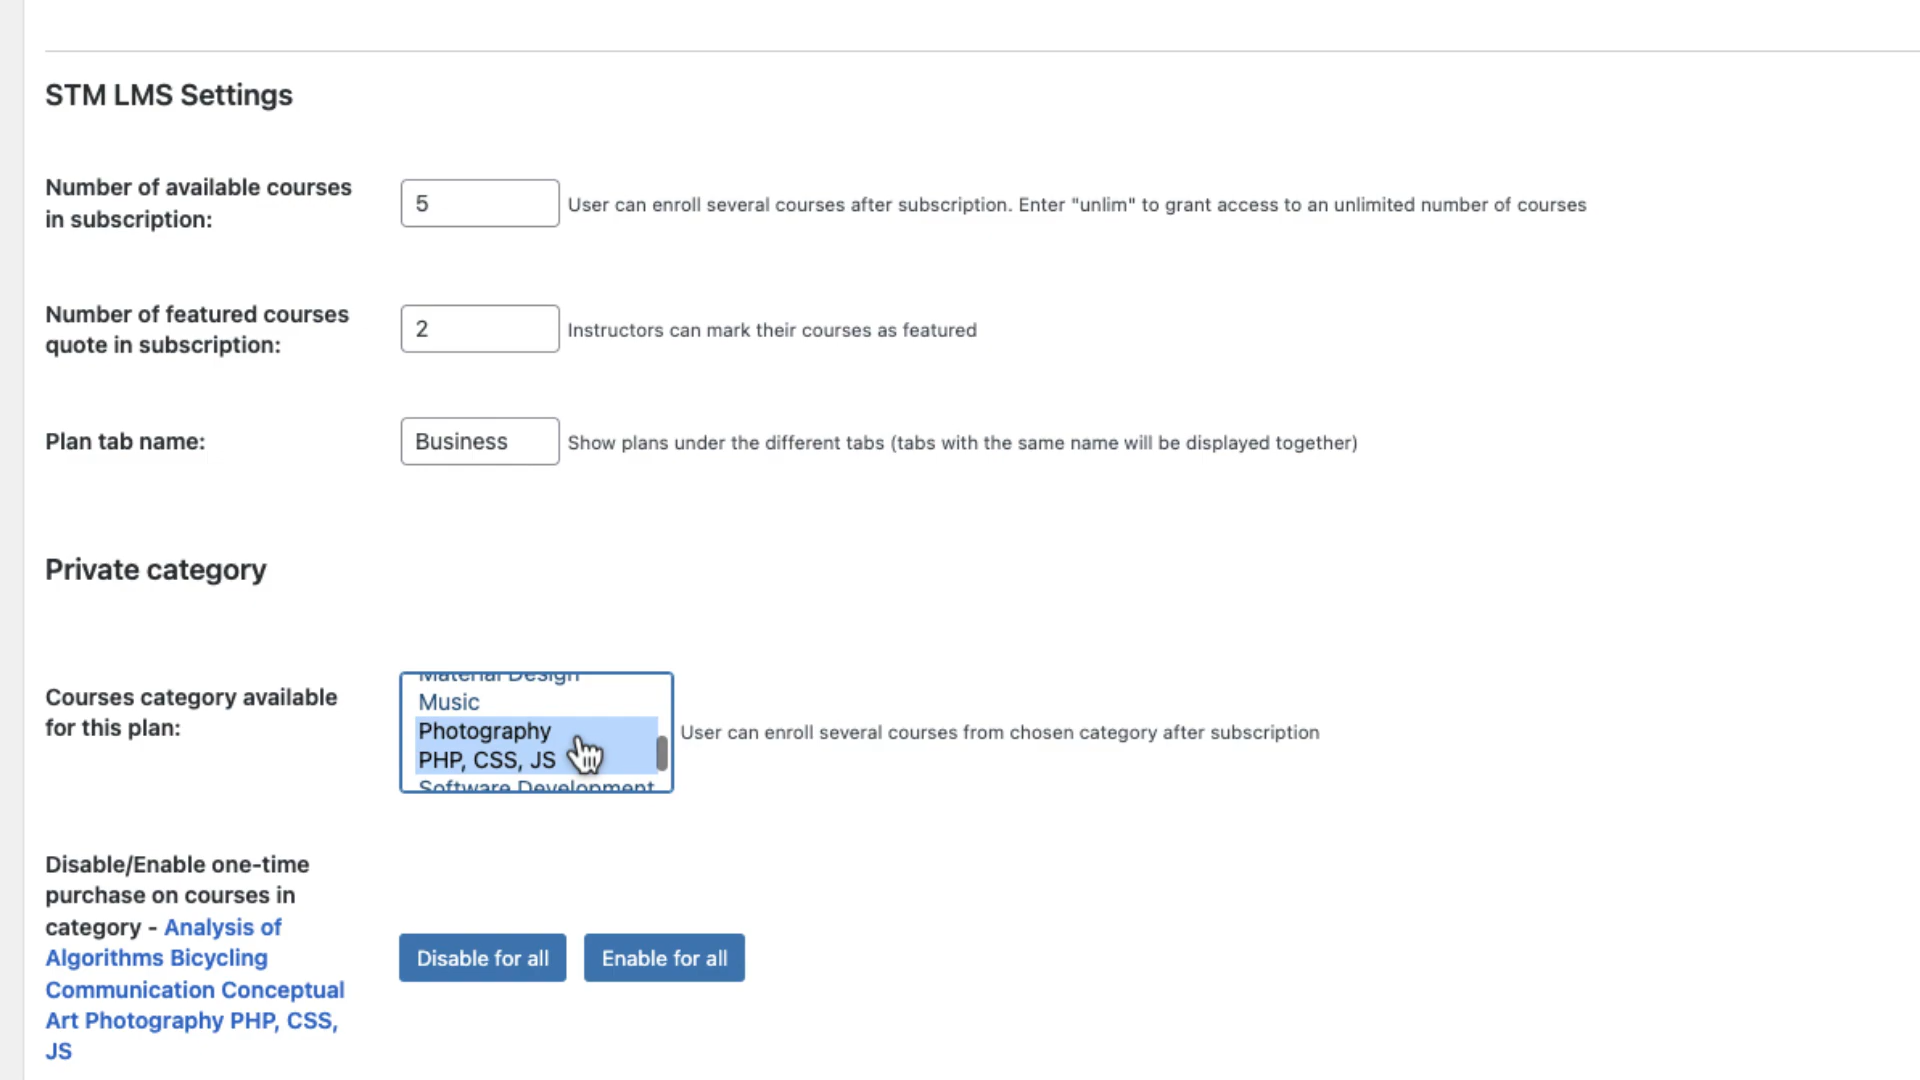 STM LMS Settings
Number of available courses
in subscription:
5
User can enroll several courses after subscription. Enter "unlim" to grant access to an unlimited number of courses
Number of featured courses
quote in subscription:
2
Instructors can mark their courses as featured
Plan tab name:
Business
Show plans under the different tabs (tabs with the same name will be displayed together)
Private category
Courses category available
for this plan:
Material Design
Music
Photography
PHP, CSS, JS
Software Development
User can enroll several courses from chosen category after subscription
Disable/Enable one-time
purchase on courses in
category - Analysis of
Algorithms Bicycling
Communication Conceptual
Art Photography PHP, CSS,
JS
Disable for all
Enable for all